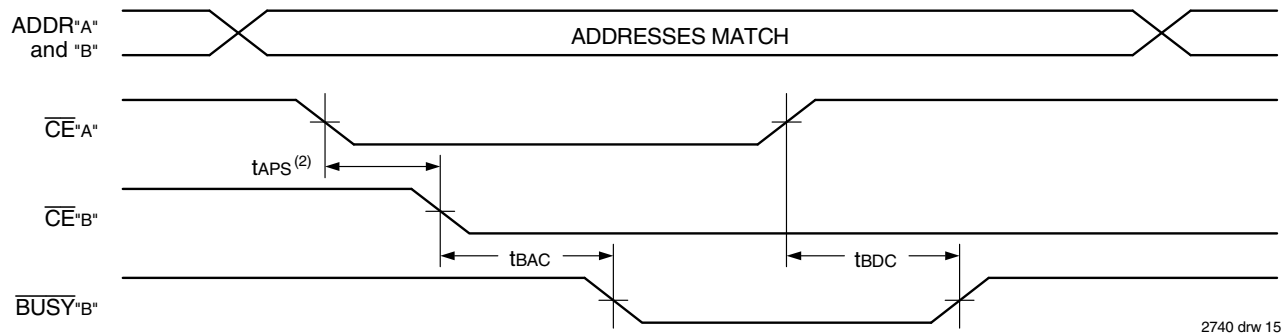 ADDR"A"
and "B"
ADDRESSES MATCH
CE"A"
tAPS (2)
CE"B"
tBAC
tBDC
BUSY"B"
2740 drw 15